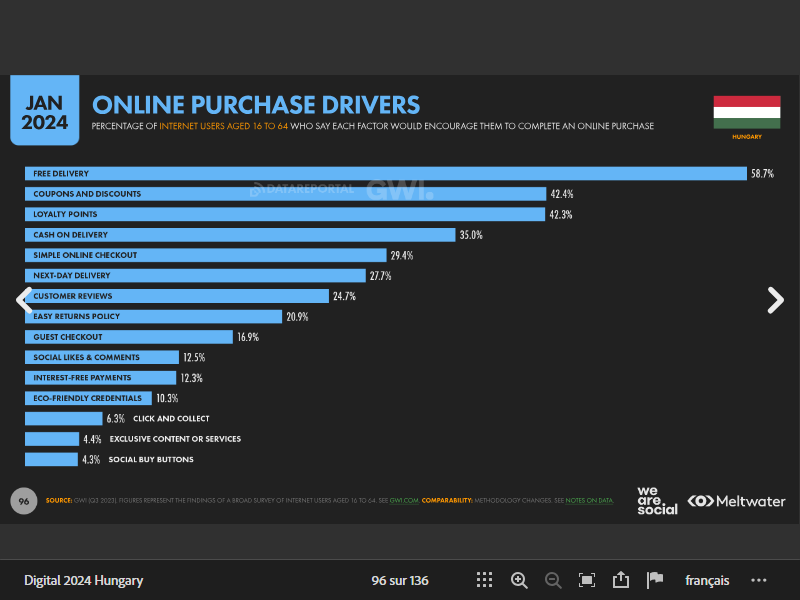 JAN
2024
ONLINE PURCHASE DRIVERS
PERCENTAGE OF INTERNET USERS AGED 16 TO 64 WHO SAY EACH FACTOR WOULD ENCOURAGE THEM TO COMPLETE AN ONLINE PURCHASE
HUNGARY
FREE DELIVERY 58.7%
DATAREPORTAL GWI.
COUPONS AND DISCOUNTS 42.4%
LOYALTY POINTS 42.3%
CASH ON DELIVERY 35.0%
SIMPLE ONLINE CHECKOUT 29.4%
NEXT-DAY DELIVERY 27.7%
CUSTOMER REVIEWS 24.7%
EASY RETURNS POLICY 20.9%
GUEST CHECKOUT 16.9%
SOCIAL LIKES & COMMENTS 12.5%
INTEREST-FREE PAYMENTS 12.3%
ECO-FRIENDLY CREDENTIALS 10.3%
6.3% CLICK AND COLLECT
4.4% EXCLUSIVE CONTENT OR SERVICES
4.3% SOCIAL BUY BUTTONS
96
SOURCE: GWI (Q3 2023). FIGURES REPRESENT THE FINDINGS OF A BROAD SURVEY OF INTERNET USERS AGED 16 TO 64. SEE GWI.COM. COMPARABILITY: METHODOLOGY CHANGES. SEE NOTES ON DATA.
we
are
social
Meltwater
Digital 2024 Hungary
96 sur 136
français